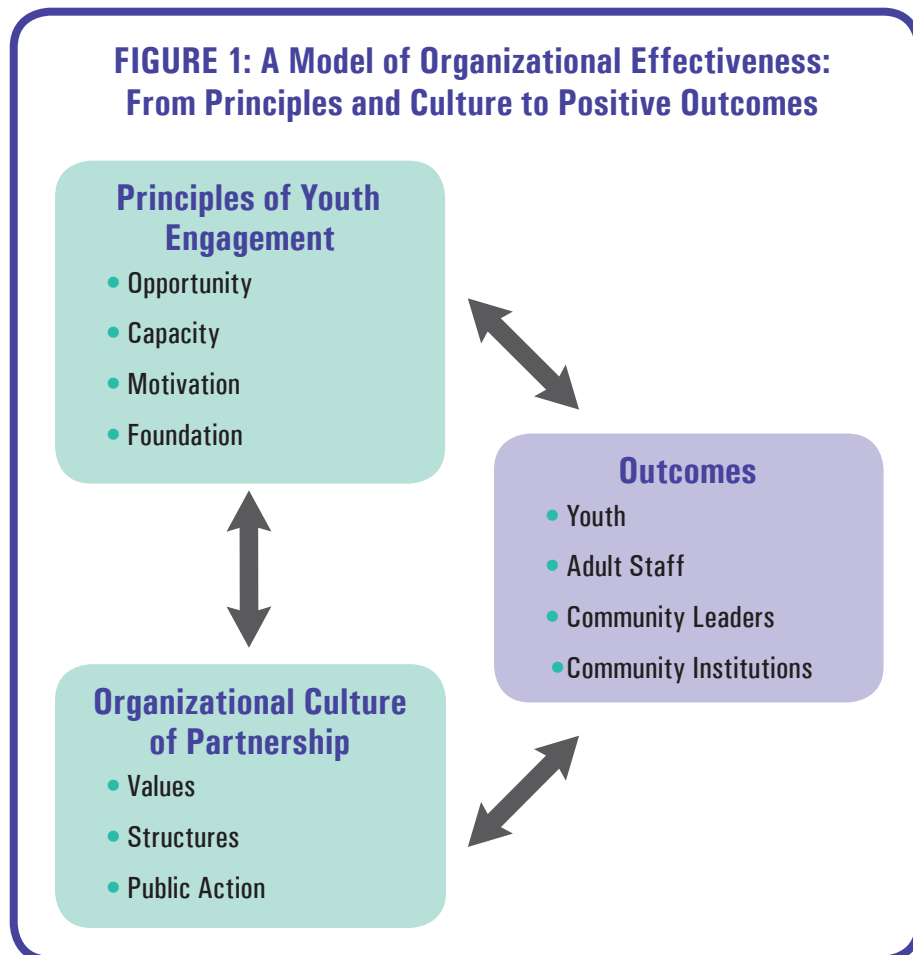 FIGURE 1: A Model of Organizational Effectiveness:
From Principles and Culture to Positive Outcomes
Principles of Youth
Engagement
• Opportunity
• Capacity
• Motivation
• Foundation
Outcomes
• Youth
• Adult Staff
• Community Leaders
• Community Institutions
Organizational Culture
of Partnership
• Values
• Structures
• Public Action